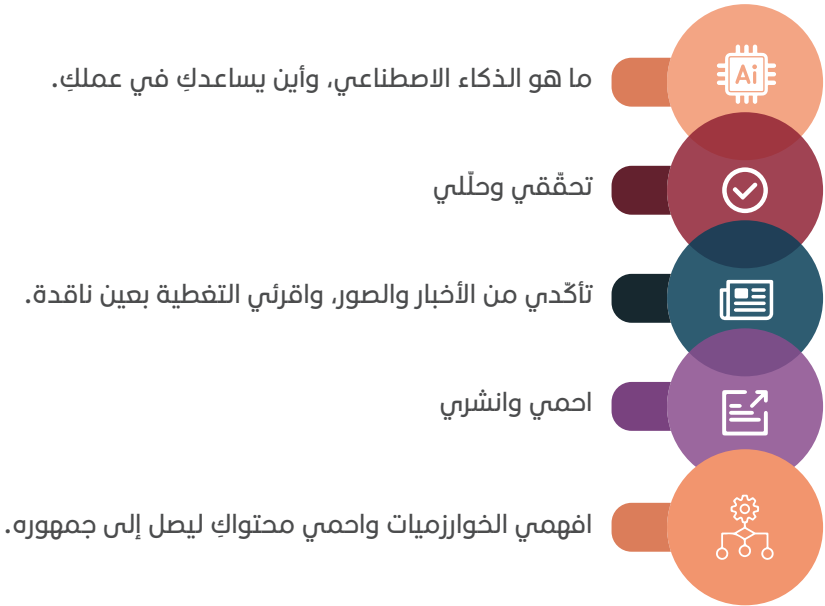 ما هو الذكاء الاصطناعي، وأين يساعدكِ في عملكِ.
Ai
تحقّقي وحلّلي
تأكّدي من الأخبار والصور، واقرئي التغطية بعين ناقدة.
احمي وانشري
افهمي الخوارزميات واحمي محتواكِ ليصل إلى جمهوره.